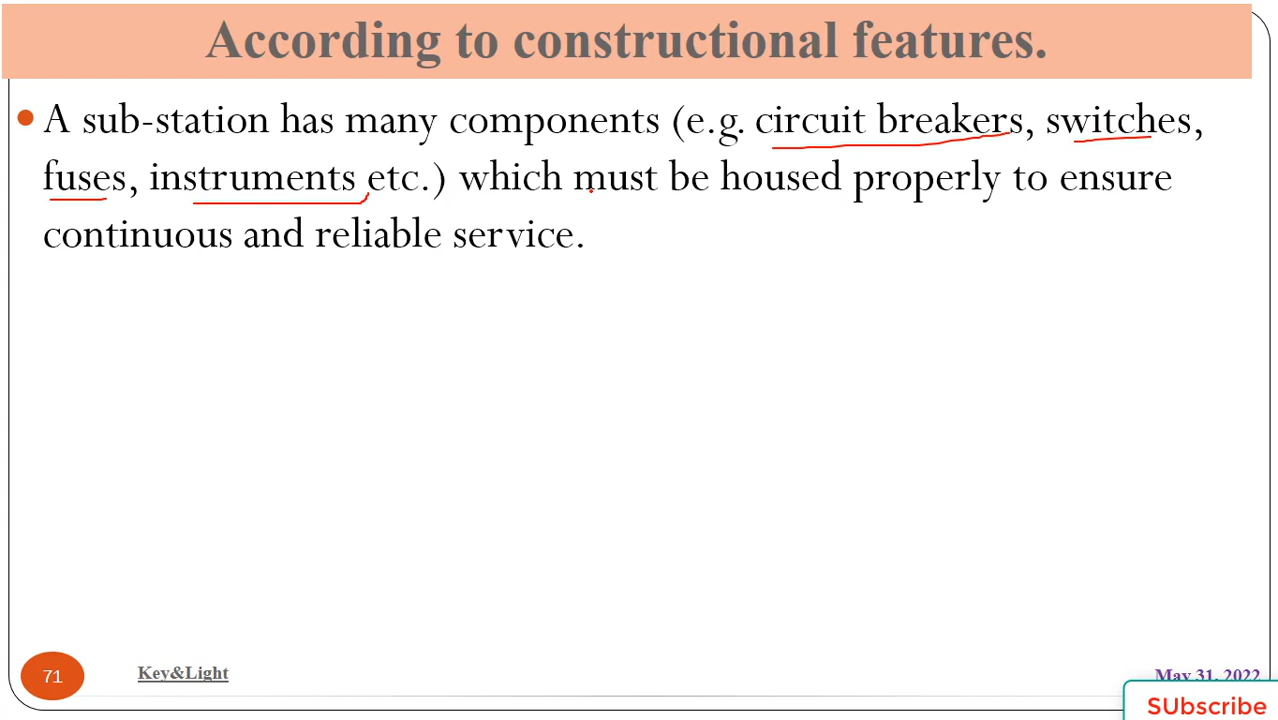 According to constructional features.
• A sub-station has many components (e.g. circuit breakers, switches,
fuses, instruments etc.) which must be housed properly to ensure
continuous and reliable service.
71
Key&Light
May 31, 2022
SUbscribe